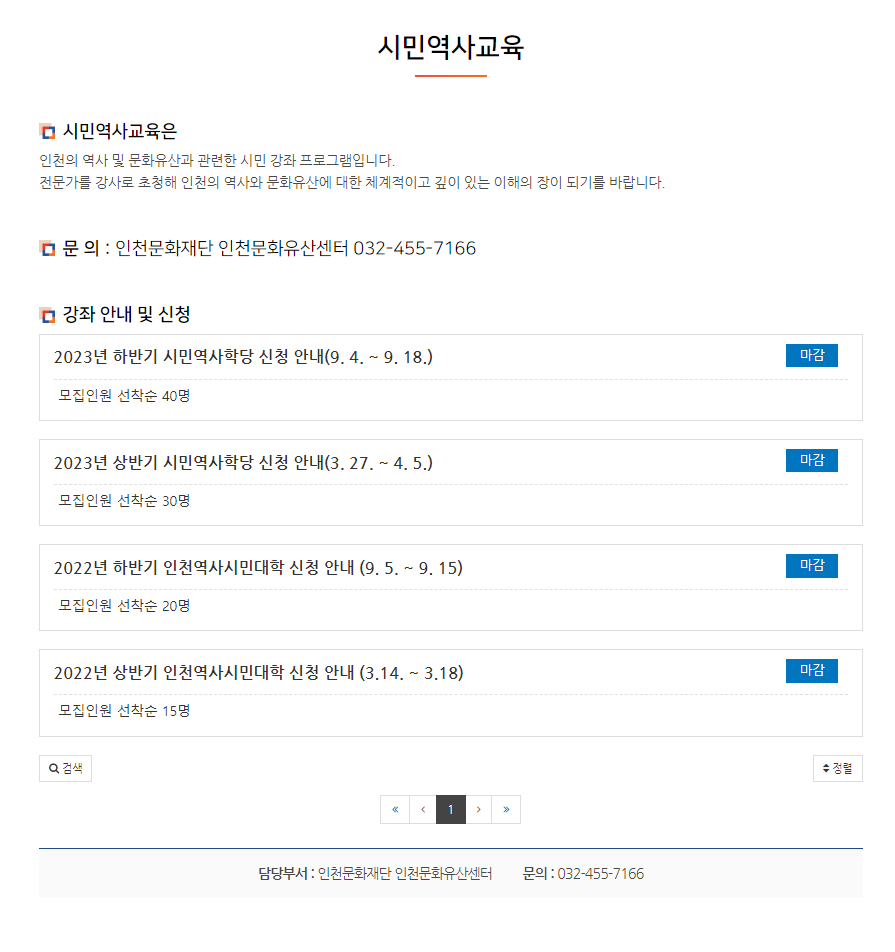 시민역사교육
시민역사교육은
인천의 역사 및 문화유산과 관련한 시민 강좌 프로그램입니다.
전문가를 강사로 초청해 인천의 역사와 문화유산에 대한 체계적이고 깊이 있는 이해의 장이 되기를 바랍니다.
문 의 : 인천문화재단 인천문화유산센터 032-455-7166
강좌 안내 및 신청
2023년 하반기 시민역사학당 신청 안내(9. 4. ~ 9. 18.) 마감
모집인원 선착순 40명
2023년 상반기 시민역사학당 신청 안내(3. 27. ~ 4. 5.) 마감
모집인원 선착순 30명
2022년 하반기 인천역사시민대학 신청 안내 (9. 5. ~ 9. 15) 마감
모집인원 선착순 20명
2022년 상반기 인천역사시민대학 신청 안내 (3.14. ~ 3.18) 마감
모집인원 선착순 15명
검색 정렬
« ‹ 1 › »
담당부서 : 인천문화재단 인천문화유산센터 문의 : 032-455-7166